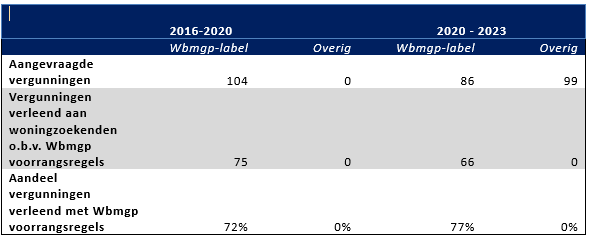 2016-2020 2020 - 2023
Wbmgp-label Overig Wbmgp-label Overig
Aangevraagde
vergunningen 104 0 86 99
Vergunningen
verleend aan
woningzoekenden
o.b.v. Wbmgp
voorrangsregels 75 0 66 0
Aandeel
vergunningen
verleend met Wbmgp
voorrangsregels 72% 0% 77% 0%